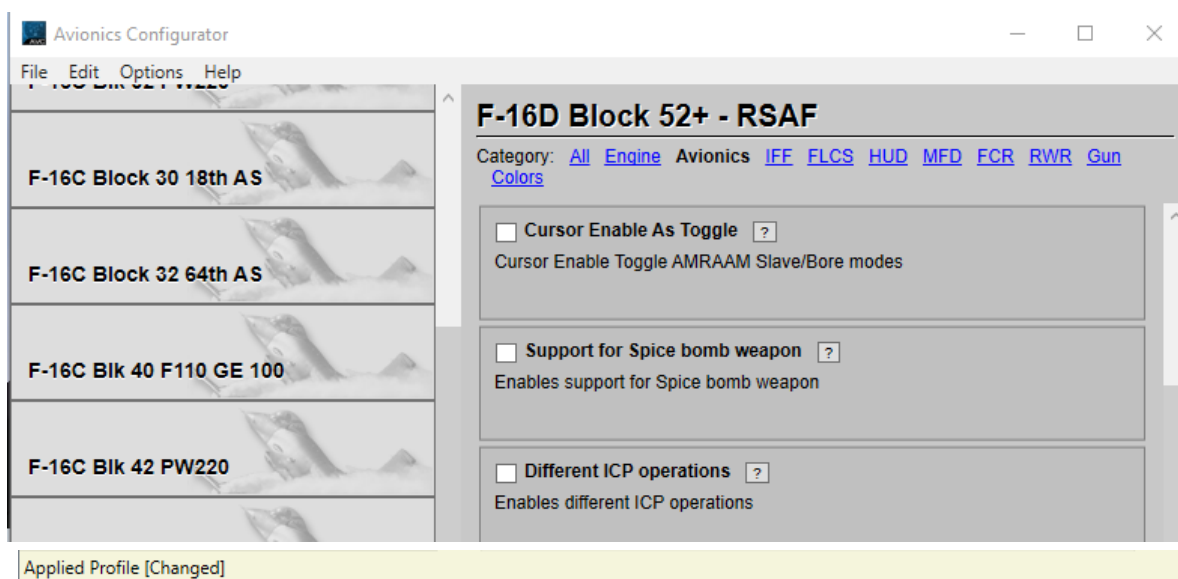 Avionics Configurator
File Edit Options Help
F-16C Block 30 18th AS
F-16C Block 32 64th AS
F-16C Blk 40 F110 GE 100
F-16C Blk 42 PW220
F-16D Block 52+ - RSAF
Category: All Engine Avionics IFF FLCS HUD MFD FCR RWR Gun
Colors
Cursor Enable As Toggle ?
Cursor Enable Toggle AMRAAM Slave/Bore modes
Support for Spice bomb weapon ?
Enables support for Spice bomb weapon
Different ICP operations ?
Enables different ICP operations
Applied Profile [Changed]